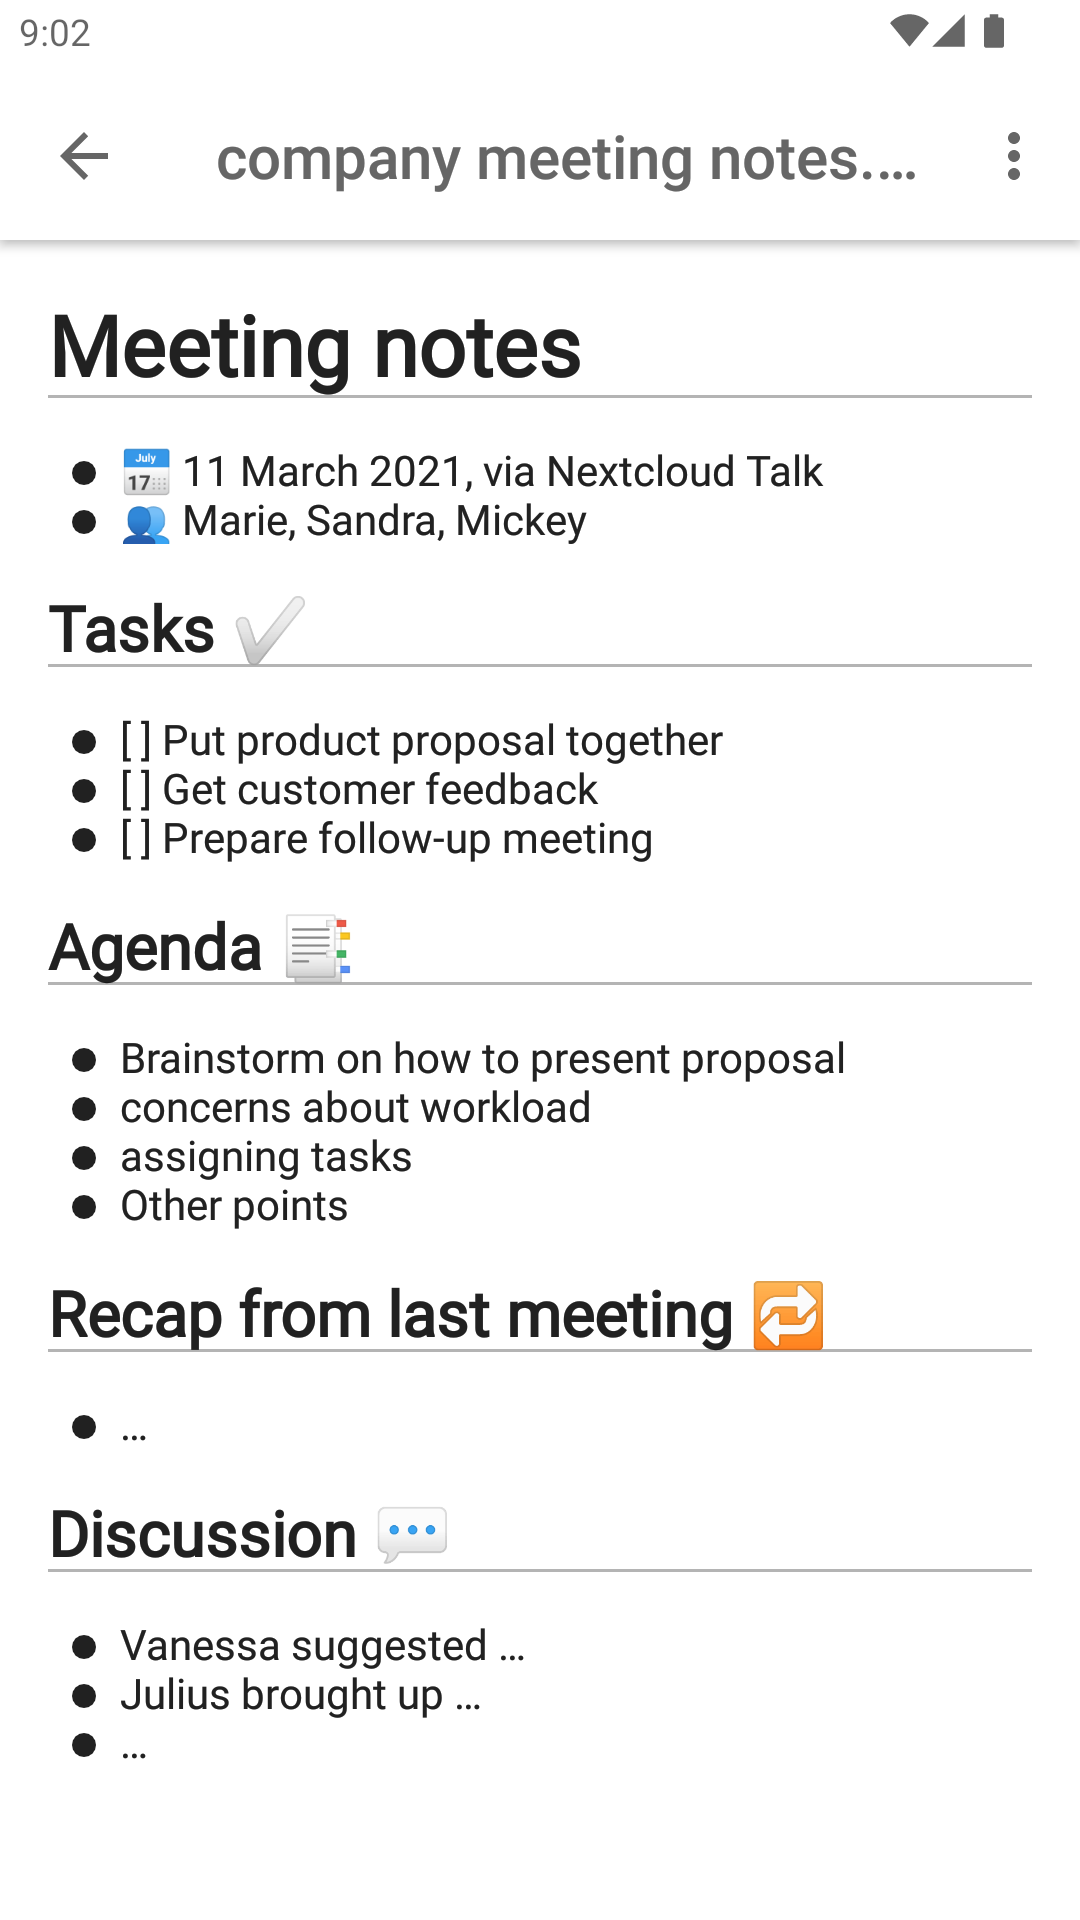 9:02
company meeting notes.…
Meeting notes
📅 11 March 2021, via Nextcloud Talk
👥 Marie, Sandra, Mickey
Tasks ✔️
[ ] Put product proposal together
[ ] Get customer feedback
[ ] Prepare follow-up meeting
Agenda 📑
Brainstorm on how to present proposal
concerns about workload
assigning tasks
Other points
Recap from last meeting 🔁
…
Discussion 💬
Vanessa suggested …
Julius brought up …
…